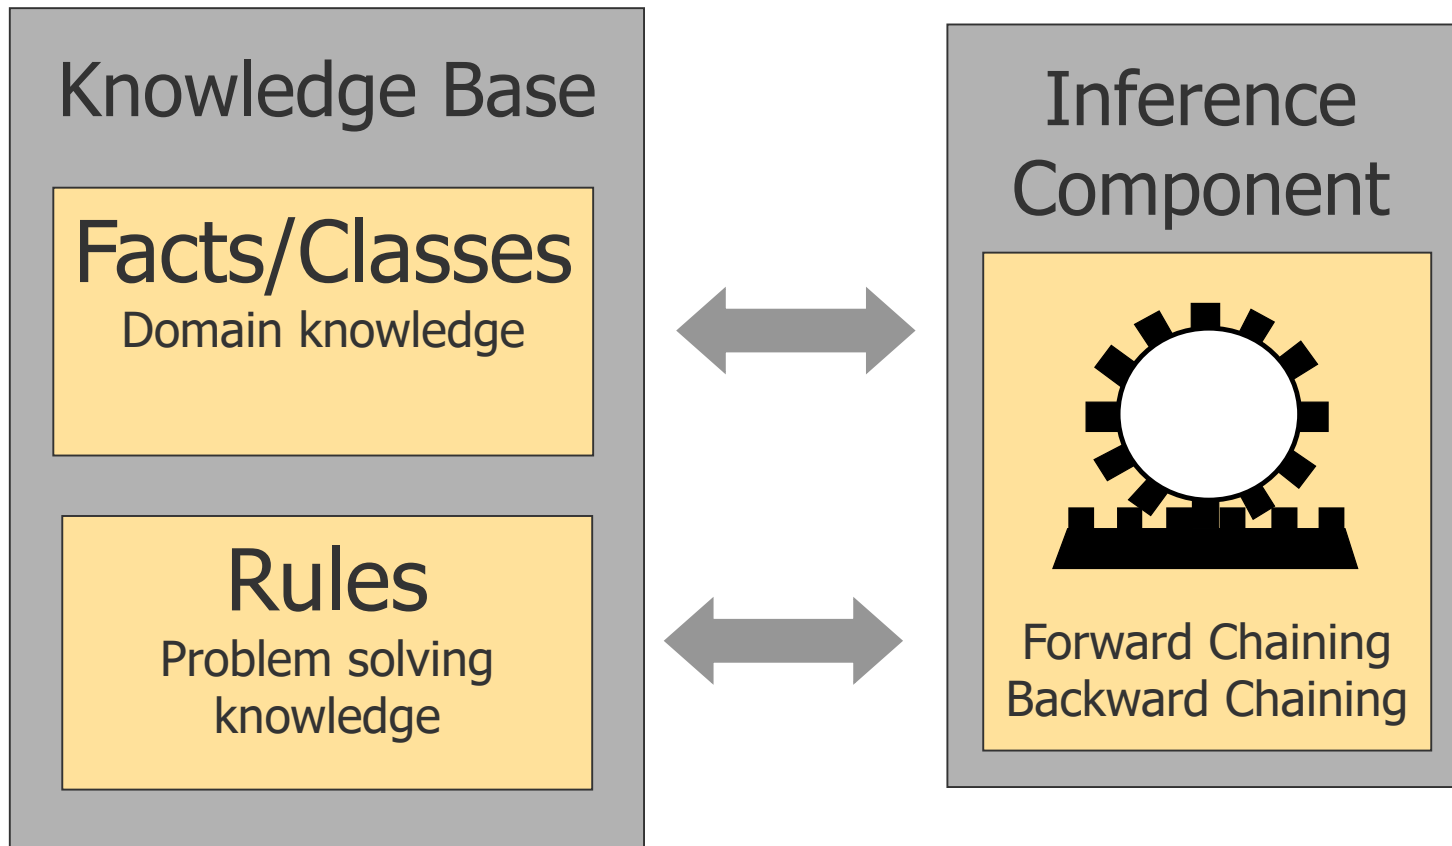 Knowledge Base
Facts/Classes
Domain knowledge
Rules
Problem solving
knowledge
Inference
Component
Forward Chaining
Backward Chaining